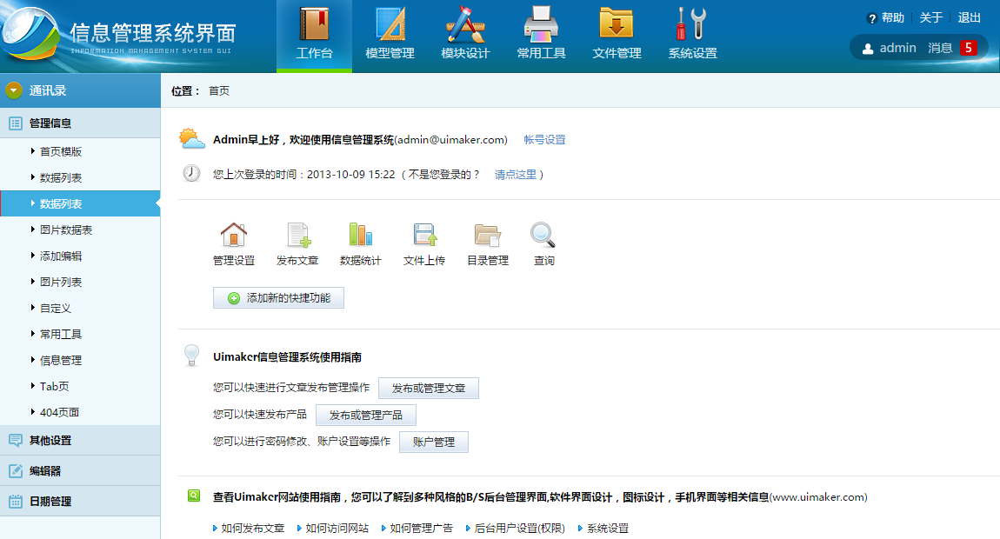 信息管理系统界面
INFORMATION MANAGEMENT SYSTEM GUI
工作台 模型管理 模块设计 常用工具 文件管理 系统设置
? 帮助 关于 退出
admin 消息 5
通讯录
管理信息
首页模版
数据列表
数据列表
图片数据表
添加编辑
图片列表
自定义
常用工具
信息管理
Tab页
404页面
其他设置
编辑器
日期管理
位置： 首页
Admin早上好，欢迎使用信息管理系统(admin@uimaker.com) 帐号设置
您上次登录的时间：2013-10-09 15:22 （不是您登录的？ 请点这里）
管理设置 发布文章 数据统计 文件上传 目录管理 查询
添加新的快捷功能
Uimaker信息管理系统使用指南
您可以快速进行文章发布管理操作 发布或管理文章
您可以快速发布产品 发布或管理产品
您可以进行密码修改、账户设置等操作 账户管理
查看Uimaker网站使用指南，您可以了解到多种风格的B/S后台管理界面,软件界面设计，图标设计，手机界面等相关信息(www.uimaker.com)
如何发布文章 如何访问网站 如何管理广告 后台用户设置(权限) 系统设置